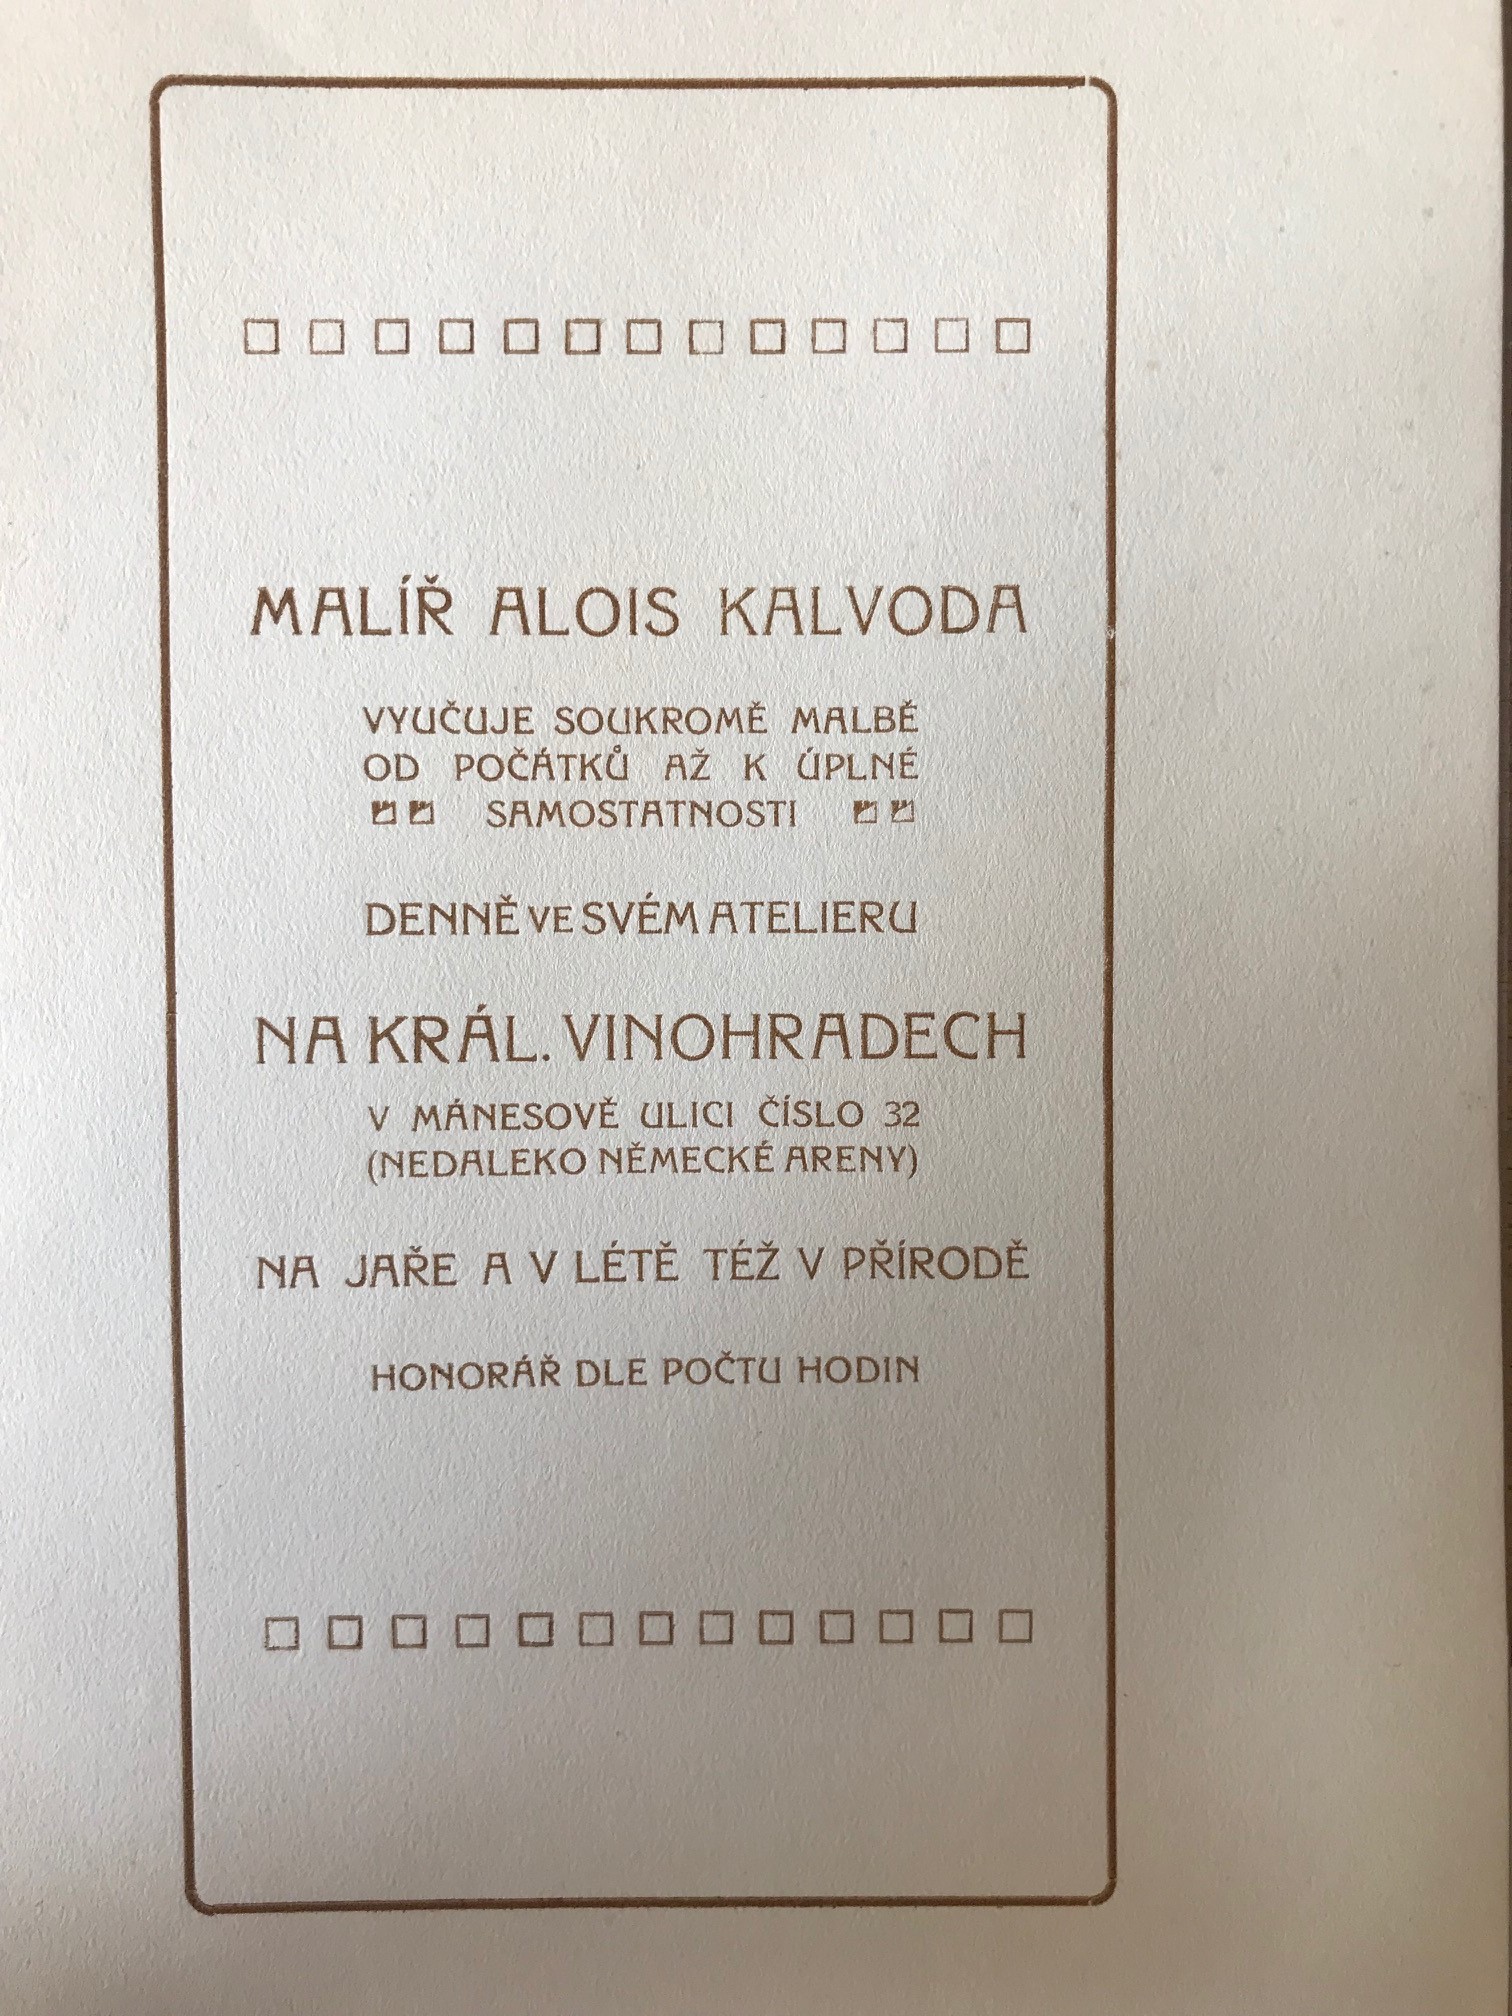 MALÍŘ ALOIS KALVODA
VYUČUJE SOUKROMĚ MALBĚ
OD POČÁTKŮ AŽ K ÚPLNÉ
SAMOSTATNOSTI
DENNĚ VE SVÉM ATELIERU
NA KRÁL. VINOHRADECH
V MÁNESOVĚ ULICI ČÍSLO 32
(NEDALEKO NĚMECKÉ ARENY)
NA JAŘE A V LÉTĚ TÉŽ V PŘÍRODĚ
HONORÁŘ DLE POČTU HODIN